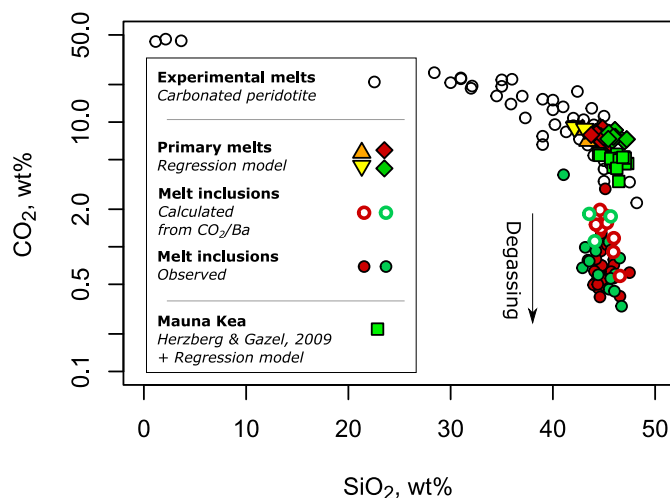 50.0
10.0
2.0
0.5
0.1
CO₂, wt%
Experimental melts
Carbonated peridotite
Primary melts
Regression model
Melt inclusions
Calculated
from CO₂/Ba
Melt inclusions
Observed
Mauna Kea
Herzberg & Gazel, 2009
+ Regression model
Degassing
0 10 20 30 40 50
SiO₂, wt%